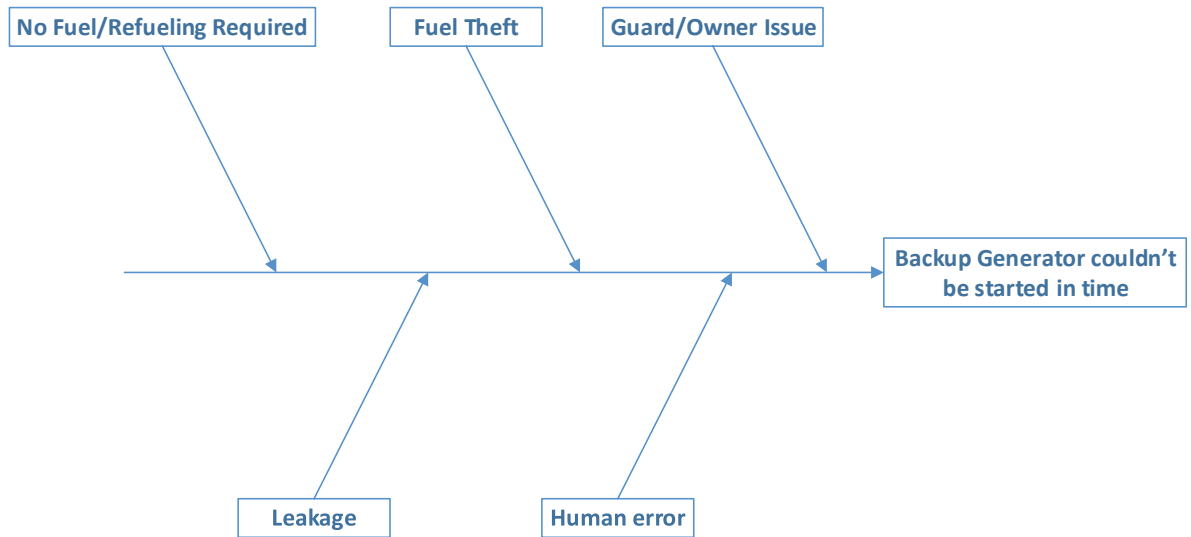 No Fuel/Refueling Required
Fuel Theft
Guard/Owner Issue
Backup Generator couldn’t
be started in time
Leakage
Human error